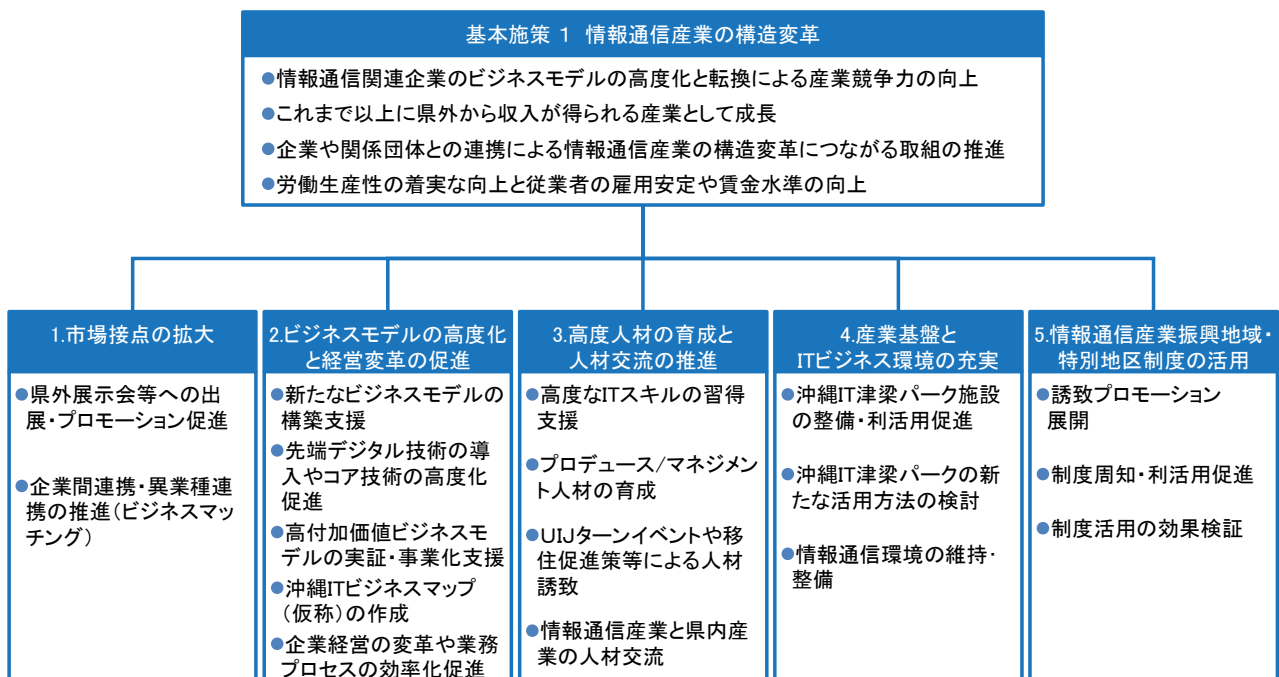 基本施策 1 情報通信産業の構造変革
●情報通信関連企業のビジネスモデルの高度化と転換による産業競争力の向上
●これまで以上に県外から収入が得られる産業として成長
●企業や関係団体との連携による情報通信産業の構造変革につながる取組の推進
●労働生産性の着実な向上と従業者の雇用安定や賃金水準の向上
1.市場接点の拡大
●県外展示会等への出
展・プロモーション促進
●企業間連携・異業種連
携の推進(ビジネスマッ
チング)
2.ビジネスモデルの高度化
と経営変革の促進
●新たなビジネスモデルの
構築支援
●先端デジタル技術の導
入やコア技術の高度化
促進
●高付加価値ビジネスモ
デルの実証・事業化支援
●沖縄ITビジネスマップ
(仮称)の作成
●企業経営の変革や業務
プロセスの効率化促進
3.高度人材の育成と
人材交流の推進
●高度なITスキルの習得
支援
●プロデュース/マネジメン
ト人材の育成
●UIJターンイベントや移
住促進策等による人材
誘致
●情報通信産業と県内産
業の人材交流
4.産業基盤と
ITビジネス環境の充実
●沖縄IT津梁パーク施設
の整備・利活用促進
●沖縄IT津梁パークの新
たな活用方法の検討
●情報通信環境の維持・
整備
5.情報通信産業振興地域・
特別地区制度の活用
●誘致プロモーション
展開
●制度周知・利活用促進
●制度活用の効果検証